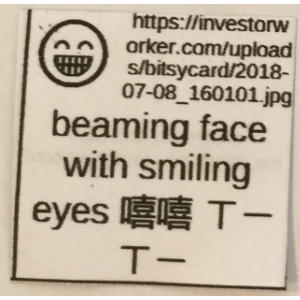 https://investorw
orker.com/upload
s/bitsycard/2018-
07-08_160101.jpg
beaming face
with smiling
eyes 嘻嘻 ㄒㄧ
ㄒㄧ